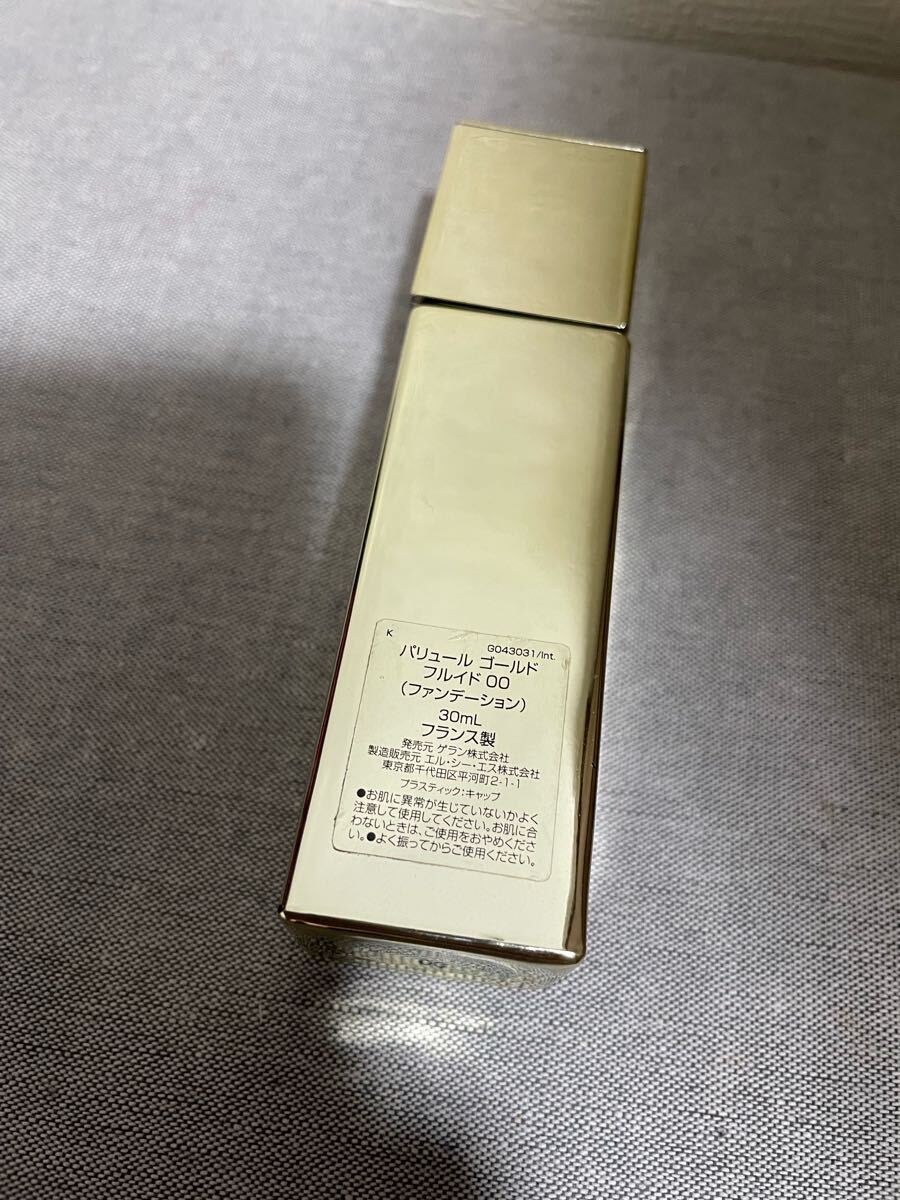 K
G043031/Int.
パリュール ゴールド
フルイド 00
(ファンデーション)
30mL
フランス製
発売元 ゲラン株式会社
製造販売元 エル・シー・エス株式会社
東京都千代田区平河町2-1-1
プラスティック:キャップ
●お肌に異常が生じていないかよく
注意して使用してください。お肌に合
わないときは、ご使用をおやめくださ
い。●よく振ってからご使用ください。